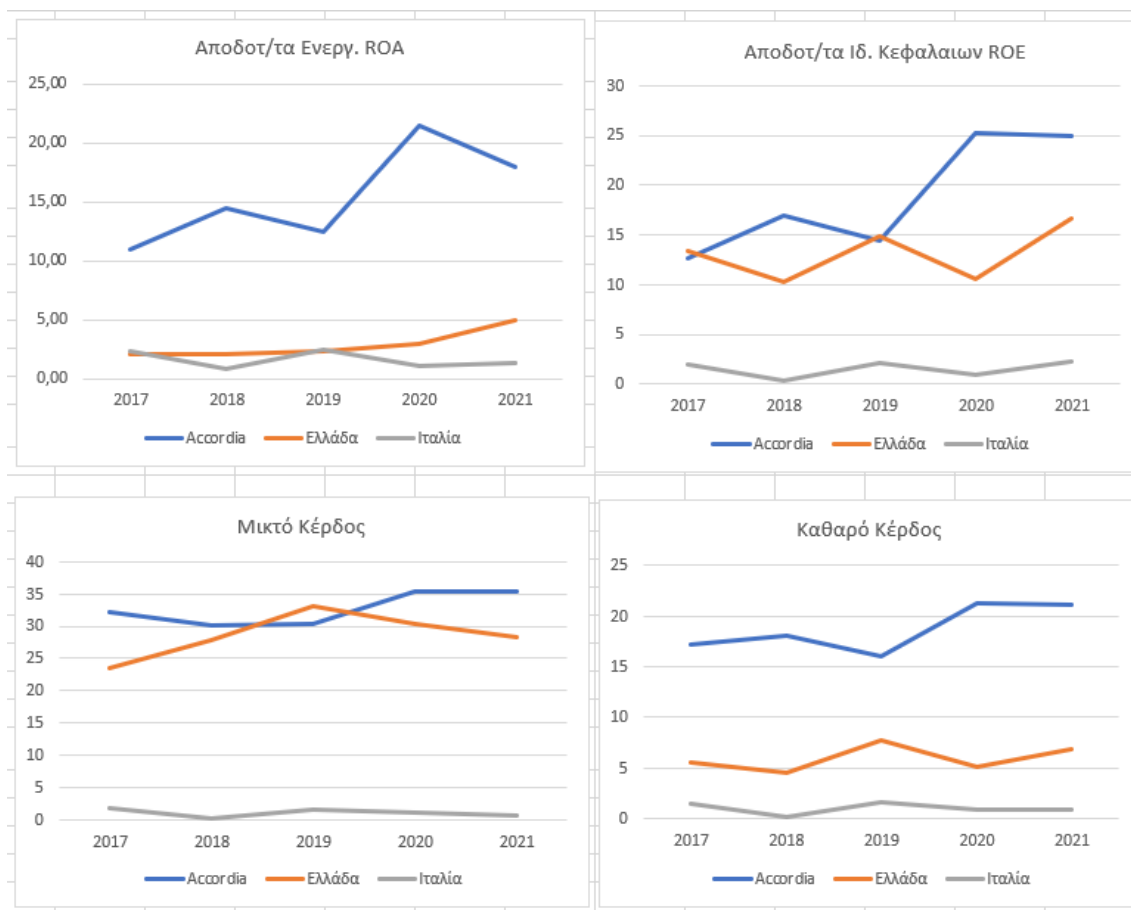 Αποδοτ/τα Ενεργ. ROA
25,00
20,00
15,00
10,00
5,00
0,00
2017 2018 2019 2020 2021
Accordia Ελλάδα Ιταλία
Αποδοτ/τα Ιδ. Κεφαλαιων ROE
30
25
20
15
10
5
0
2017 2018 2019 2020 2021
Accordia Ελλάδα Ιταλία
Μικτό Κέρδος
40
35
30
25
20
15
10
5
0
2017 2018 2019 2020 2021
Accordia Ελλάδα Ιταλία
Καθαρό Κέρδος
25
20
15
10
5
0
2017 2018 2019 2020 2021
Accordia Ελλάδα Ιταλία